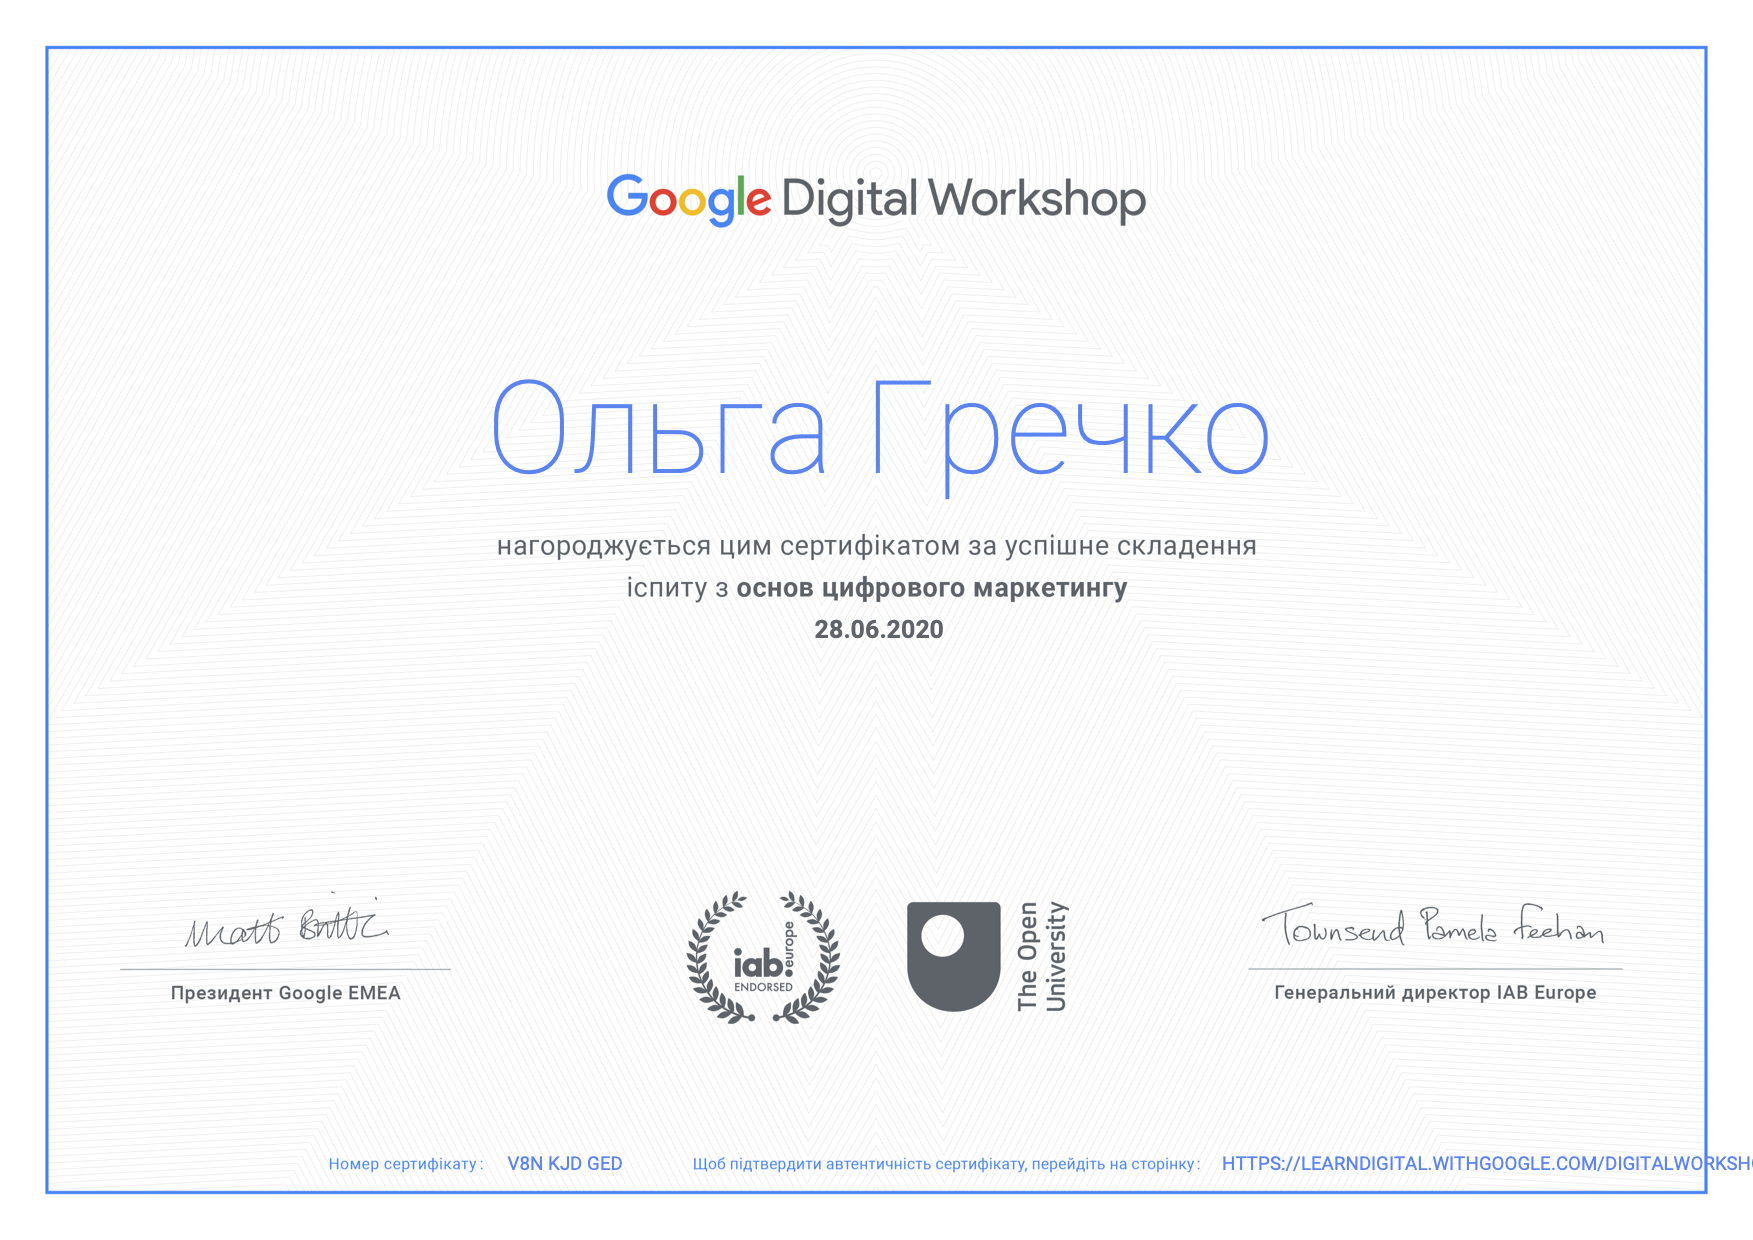 Google Digital Workshop
Ольга Гречко
нагороджується цим сертифікатом за успішне складення
іспиту з основ цифрового маркетингу
28.06.2020
Matt Brittin
Townsend Pamela Feehan
Президент Google EMEA
iab europe
ENDORSED
The Open
University
Генеральний директор IAB Europe
Номер сертифікату: V8N KJD GED Щоб підтвердити автентичність сертифікату, перейдіть на сторінку: HTTPS://LEARNDIGITAL.WITHGOOGLE.COM/DIGITALWORKSH